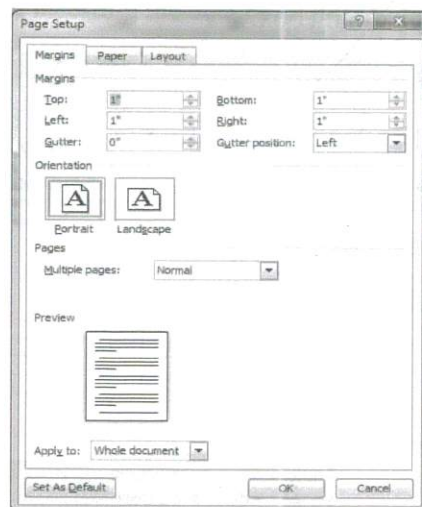 Page Setup
Margins Paper Layout
Margins
Top: 1" Bottom: 1"
Left: 1" Right: 1"
Gutter: 0" Gutter position: Left
Orientation
A A
Portrait Landscape
Pages
Multiple pages: Normal
Preview
Apply to: Whole document
Set As Default OK Cancel